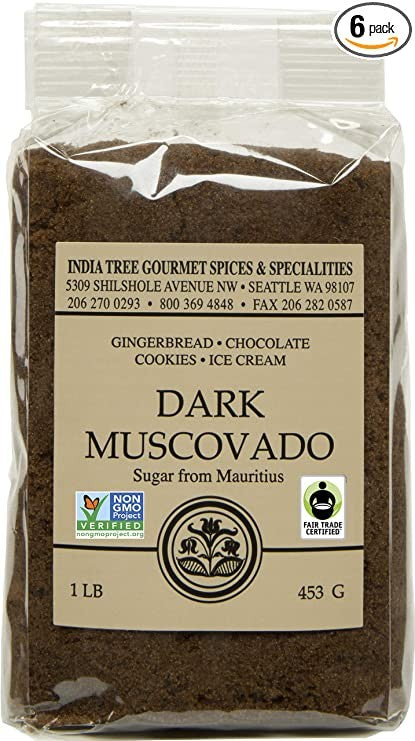 6 pack
INDIA TREE GOURMET SPICES & SPECIALITIES
5309 SHILSHOLE AVENUE NW • SEATTLE WA 98107
206 270 0293 • 800 369 4848 • FAX 206 282 0587
GINGERBREAD • CHOCOLATE
COOKIES • ICE CREAM
DARK
MUSCOVADO
Sugar from Mauritius
NON
GMO
Project
VERIFIED
nongmoproject.org
FAIR TRADE
CERTIFIED™
1 LB
453 G